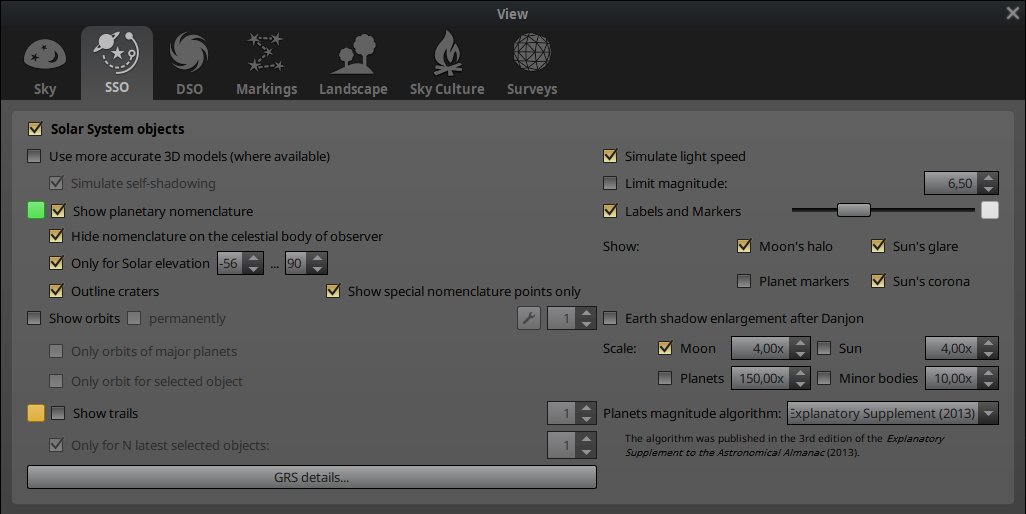 View
Sky
SSO
DSO
Markings
Landscape
Sky Culture
Surveys
Solar System objects
Use more accurate 3D models (where available)
Simulate light speed
Simulate self-shadowing
Limit magnitude: 6,50
Show planetary nomenclature
Labels and Markers
Hide nomenclature on the celestial body of observer
Show: Moon's halo Sun's glare
Only for Solar elevation -56 ... 90
Planet markers Sun's corona
Outline craters Show special nomenclature points only
Show orbits permanently 1
Earth shadow enlargement after Danjon
Only orbits of major planets
Scale: Moon 4,00x Sun 4,00x
Only orbit for selected object
Planets 150,00x Minor bodies 10,00x
Show trails 1
Planets magnitude algorithm: Explanatory Supplement (2013)
Only for N latest selected objects: 1
The algorithm was published in the 3rd edition of the Explanatory
Supplement to the Astronomical Almanac (2013).
GRS details...